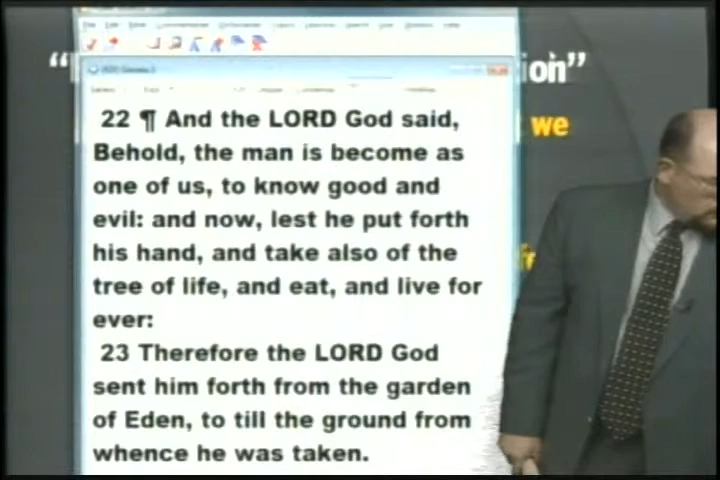 ion”
we
22 ¶ And the LORD God said,
Behold, the man is become as
one of us, to know good and
evil: and now, lest he put forth
his hand, and take also of the
tree of life, and eat, and live for
ever:
23 Therefore the LORD God
sent him forth from the garden
of Eden, to till the ground from
whence he was taken.